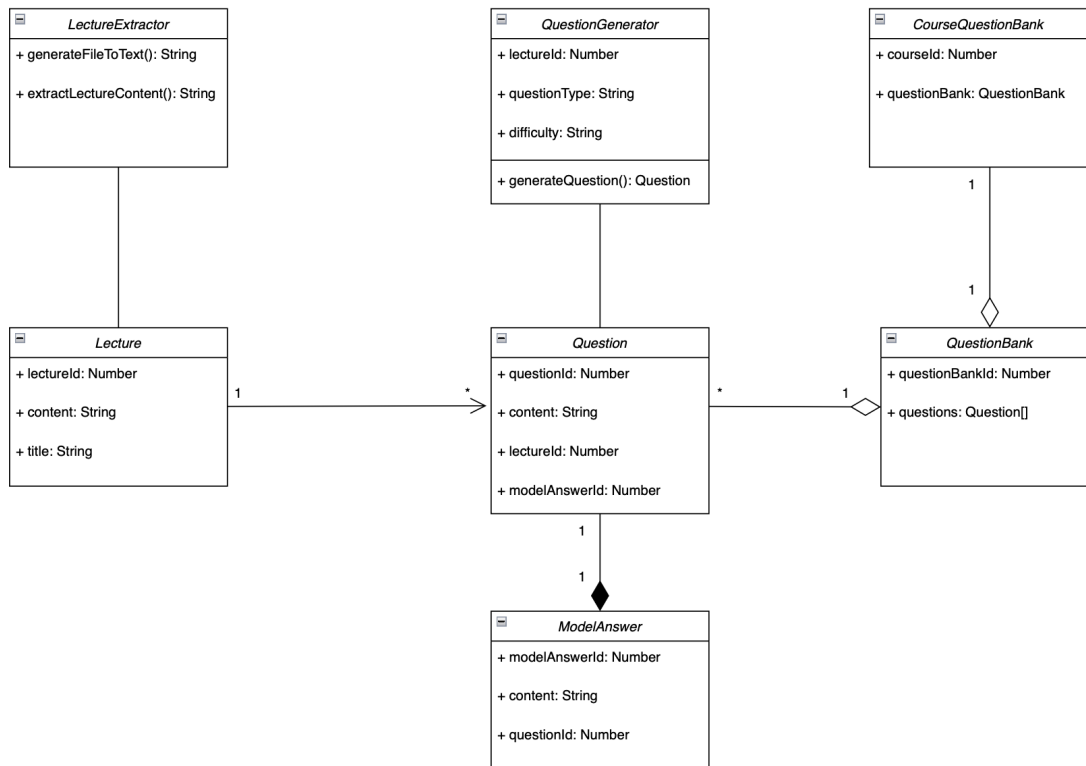 LectureExtractor
+ generateFileToText(): String
+ extractLectureContent(): String
QuestionGenerator
+ lectureId: Number
+ questionType: String
+ difficulty: String
+ generateQuestion(): Question
CourseQuestionBank
+ courseId: Number
+ questionBank: QuestionBank
1
1
Lecture
+ lectureId: Number
+ content: String
+ title: String
1
*
Question
+ questionId: Number
+ content: String
+ lectureId: Number
+ modelAnswerId: Number
*
1
QuestionBank
+ questionBankId: Number
+ questions: Question[]
1
1
ModelAnswer
+ modelAnswerId: Number
+ content: String
+ questionId: Number